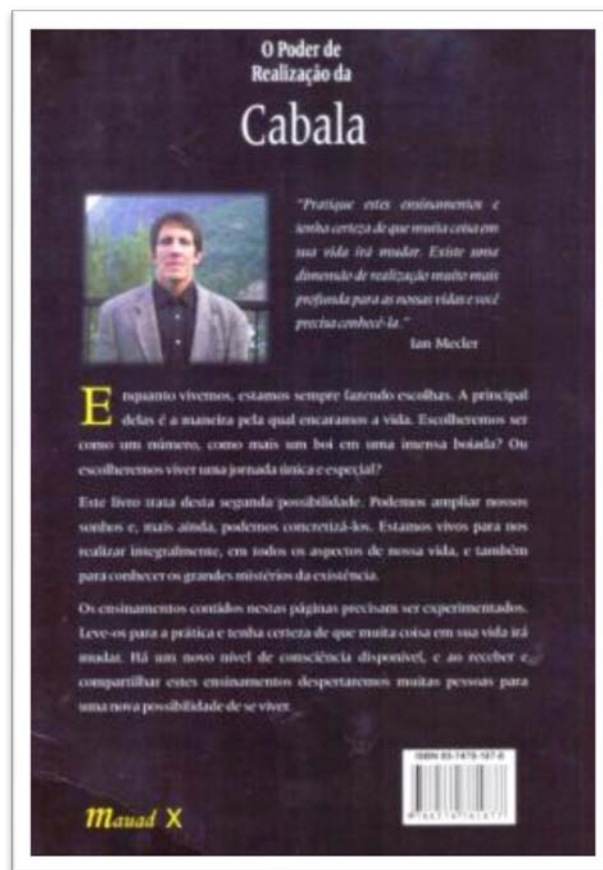 O Poder de
Realização da
Cabala
"Pratique estes ensinamentos e
tenha certeza de que muita coisa em
sua vida irá mudar. Existe uma
dimensão de realização muito mais
profunda para as nossas vidas e você
precisa conhecê-la."
Ian Mecler
Enquanto vivemos, estamos sempre fazendo escolhas. A principal
delas é a maneira pela qual encaramos a vida. Escolheremos ser
como um número, como mais um boi em uma imensa boiada? Ou
escolheremos viver uma jornada única e especial?
Este livro trata desta segunda possibilidade. Podemos ampliar nossos
sonhos e, mais ainda, podemos concretizá-los. Estamos vivos para nos
realizar integralmente, em todos os aspectos de nossa vida, e também
para conhecer os grandes mistérios da existência.
Os ensinamentos contidos nestas páginas precisam ser experimentados.
Leve-os para a prática e tenha certeza de que muita coisa em sua vida irá
mudar. Há um novo nível de consciência disponível, e ao receber e
compartilhar estes ensinamentos despertaremos muitas pessoas para
uma nova possibilidade de se viver.
ISBN
Mauad X